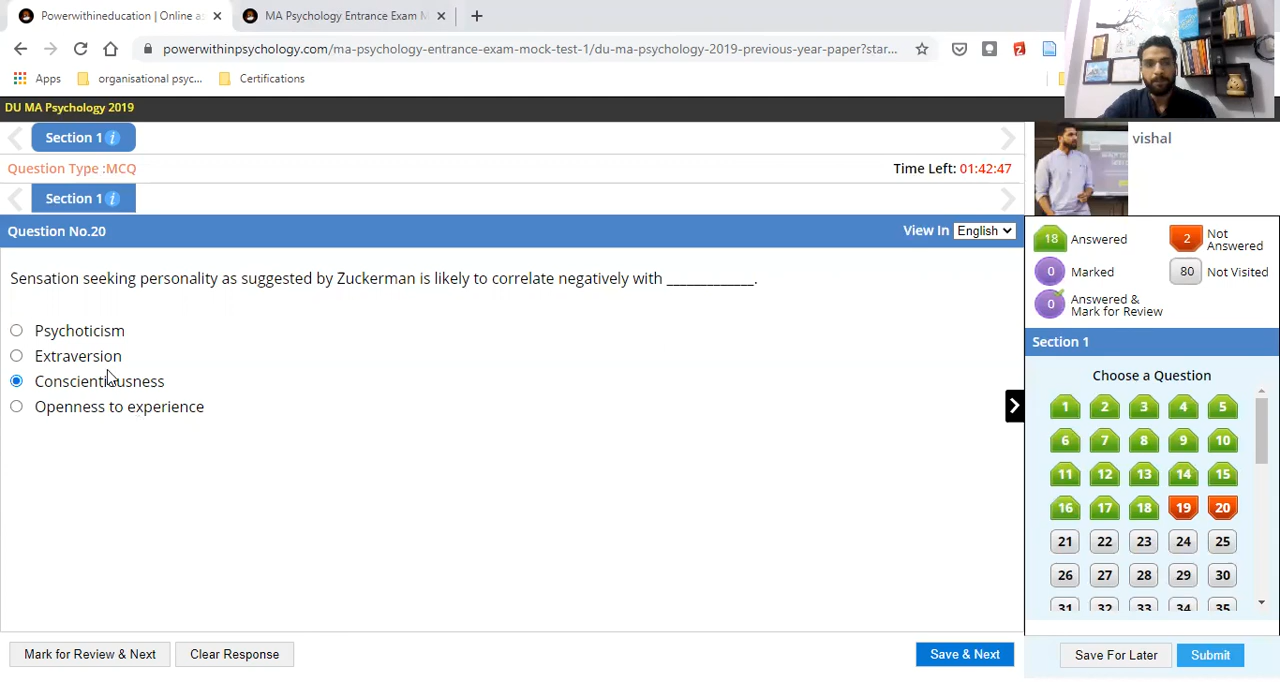 Powerwithineducation | Online as
MA Psychology Entrance Exam M
powerwithinpsychology.com/ma-psychology-entrance-exam-mock-test-1/du-ma-psychology-2019-previous-year-paper?star...
Apps
organisational psyc...
Certifications
DU MA Psychology 2019
Section 1 i
Question Type :MCQ
Time Left: 01:42:47
Section 1 i
Question No.20
View In English
Sensation seeking personality as suggested by Zuckerman is likely to correlate negatively with _____________.
Psychoticism
Extraversion
Conscientiousness
Openness to experience
Mark for Review & Next
Clear Response
Save & Next
vishal
18 Answered
2 Not
Answered
0 Marked
80 Not Visited
0 Answered &
Mark for Review
Section 1
Choose a Question
1 2 3 4 5
6 7 8 9 10
11 12 13 14 15
16 17 18 19 20
21 22 23 24 25
26 27 28 29 30
31 32 33 34 35
Save For Later
Submit